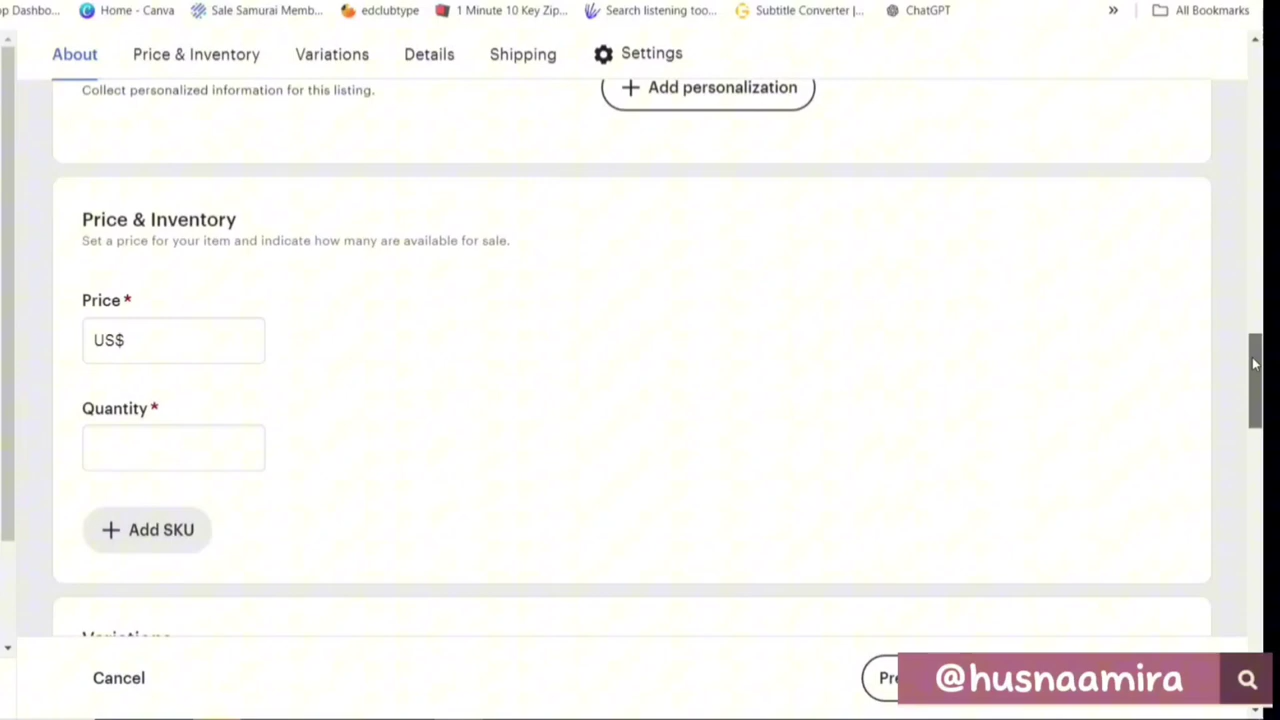 op Dashbo...
Home - Canva
Sale Samurai Memb...
edclubtype
1 Minute 10 Key Zip...
Search listening too...
Subtitle Converter |...
ChatGPT
»
All Bookmarks
About
Price & Inventory
Variations
Details
Shipping
Settings
Collect personalized information for this listing.
+ Add personalization
Price & Inventory
Set a price for your item and indicate how many are available for sale.
Price *
US$
Quantity *
+ Add SKU
Variations
Cancel
Pre
@husnaamira